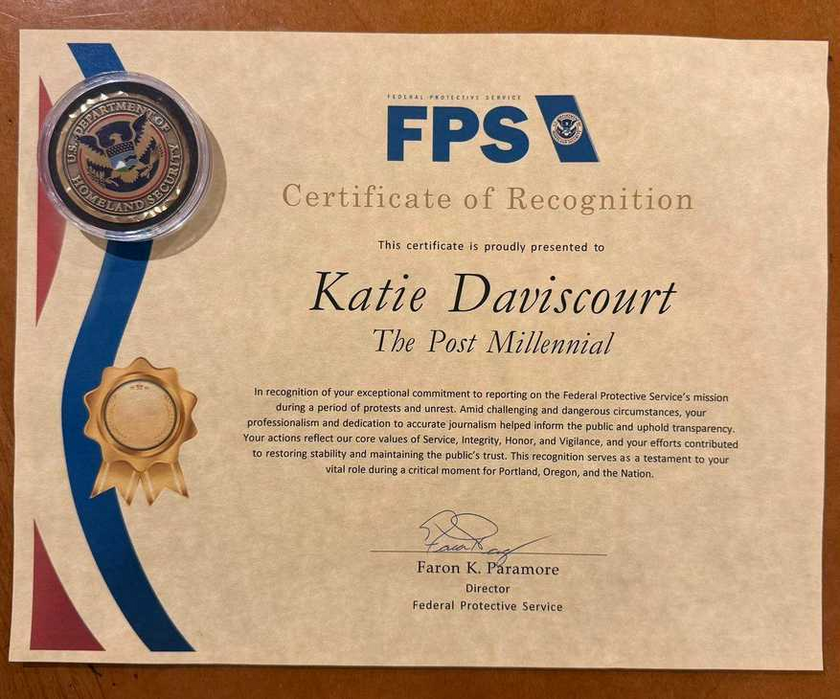 U.S. DEPARTMENT OF
HOMELAND SECURITY
FEDERAL PROTECTIVE SERVICE
FPS
Certificate of Recognition
This certificate is proudly presented to
Katie Daviscourt
The Post Millennial
In recognition of your exceptional commitment to reporting on the Federal Protective Service's mission
during a period of protests and unrest. Amid challenging and dangerous circumstances, your
professionalism and dedication to accurate journalism helped inform the public and uphold transparency.
Your actions reflect our core values of Service, Integrity, Honor, and Vigilance, and your efforts contributed
to restoring stability and maintaining the public's trust. This recognition serves as a testament to your
vital role during a critical moment for Portland, Oregon, and the Nation.
Faron K. Paramore
Director
Federal Protective Service